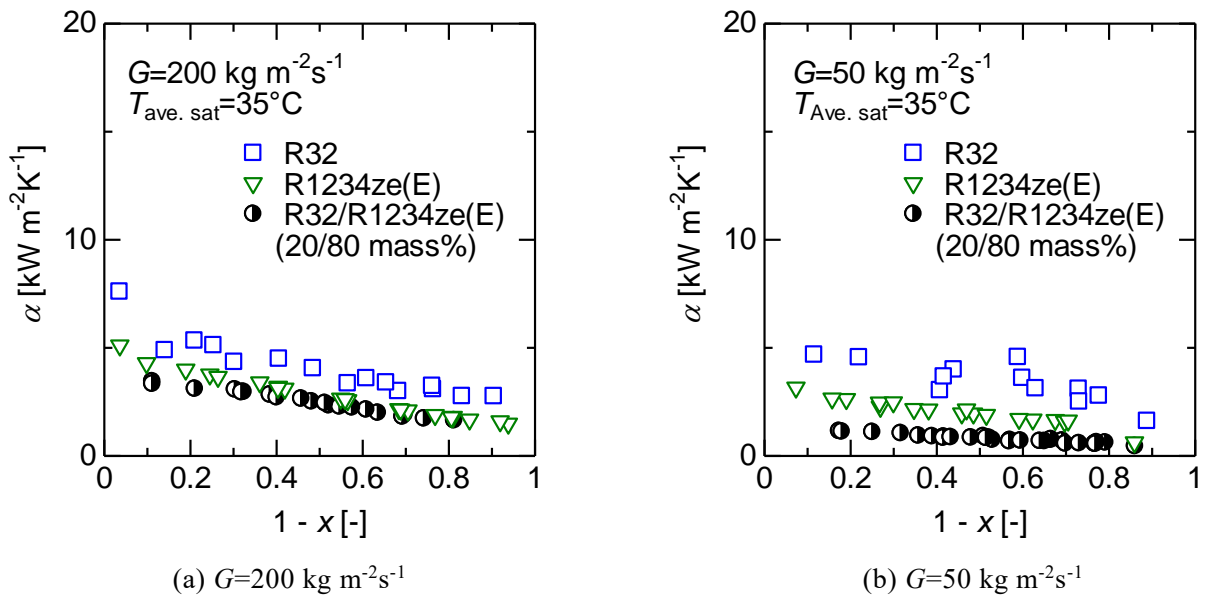 20
G=200 kg m⁻²s⁻¹
T ave. sat=35°C
R32
R1234ze(E)
R32/R1234ze(E)
(20/80 mass%)
10
α [kW m⁻²K⁻¹]
0
0 0.2 0.4 0.6 0.8 1
1 - x [-]
(a) G=200 kg m⁻²s⁻¹
20
G=50 kg m⁻²s⁻¹
T Ave. sat=35°C
R32
R1234ze(E)
R32/R1234ze(E)
(20/80 mass%)
10
α [kW m⁻²K⁻¹]
0
0 0.2 0.4 0.6 0.8 1
1 - x [-]
(b) G=50 kg m⁻²s⁻¹